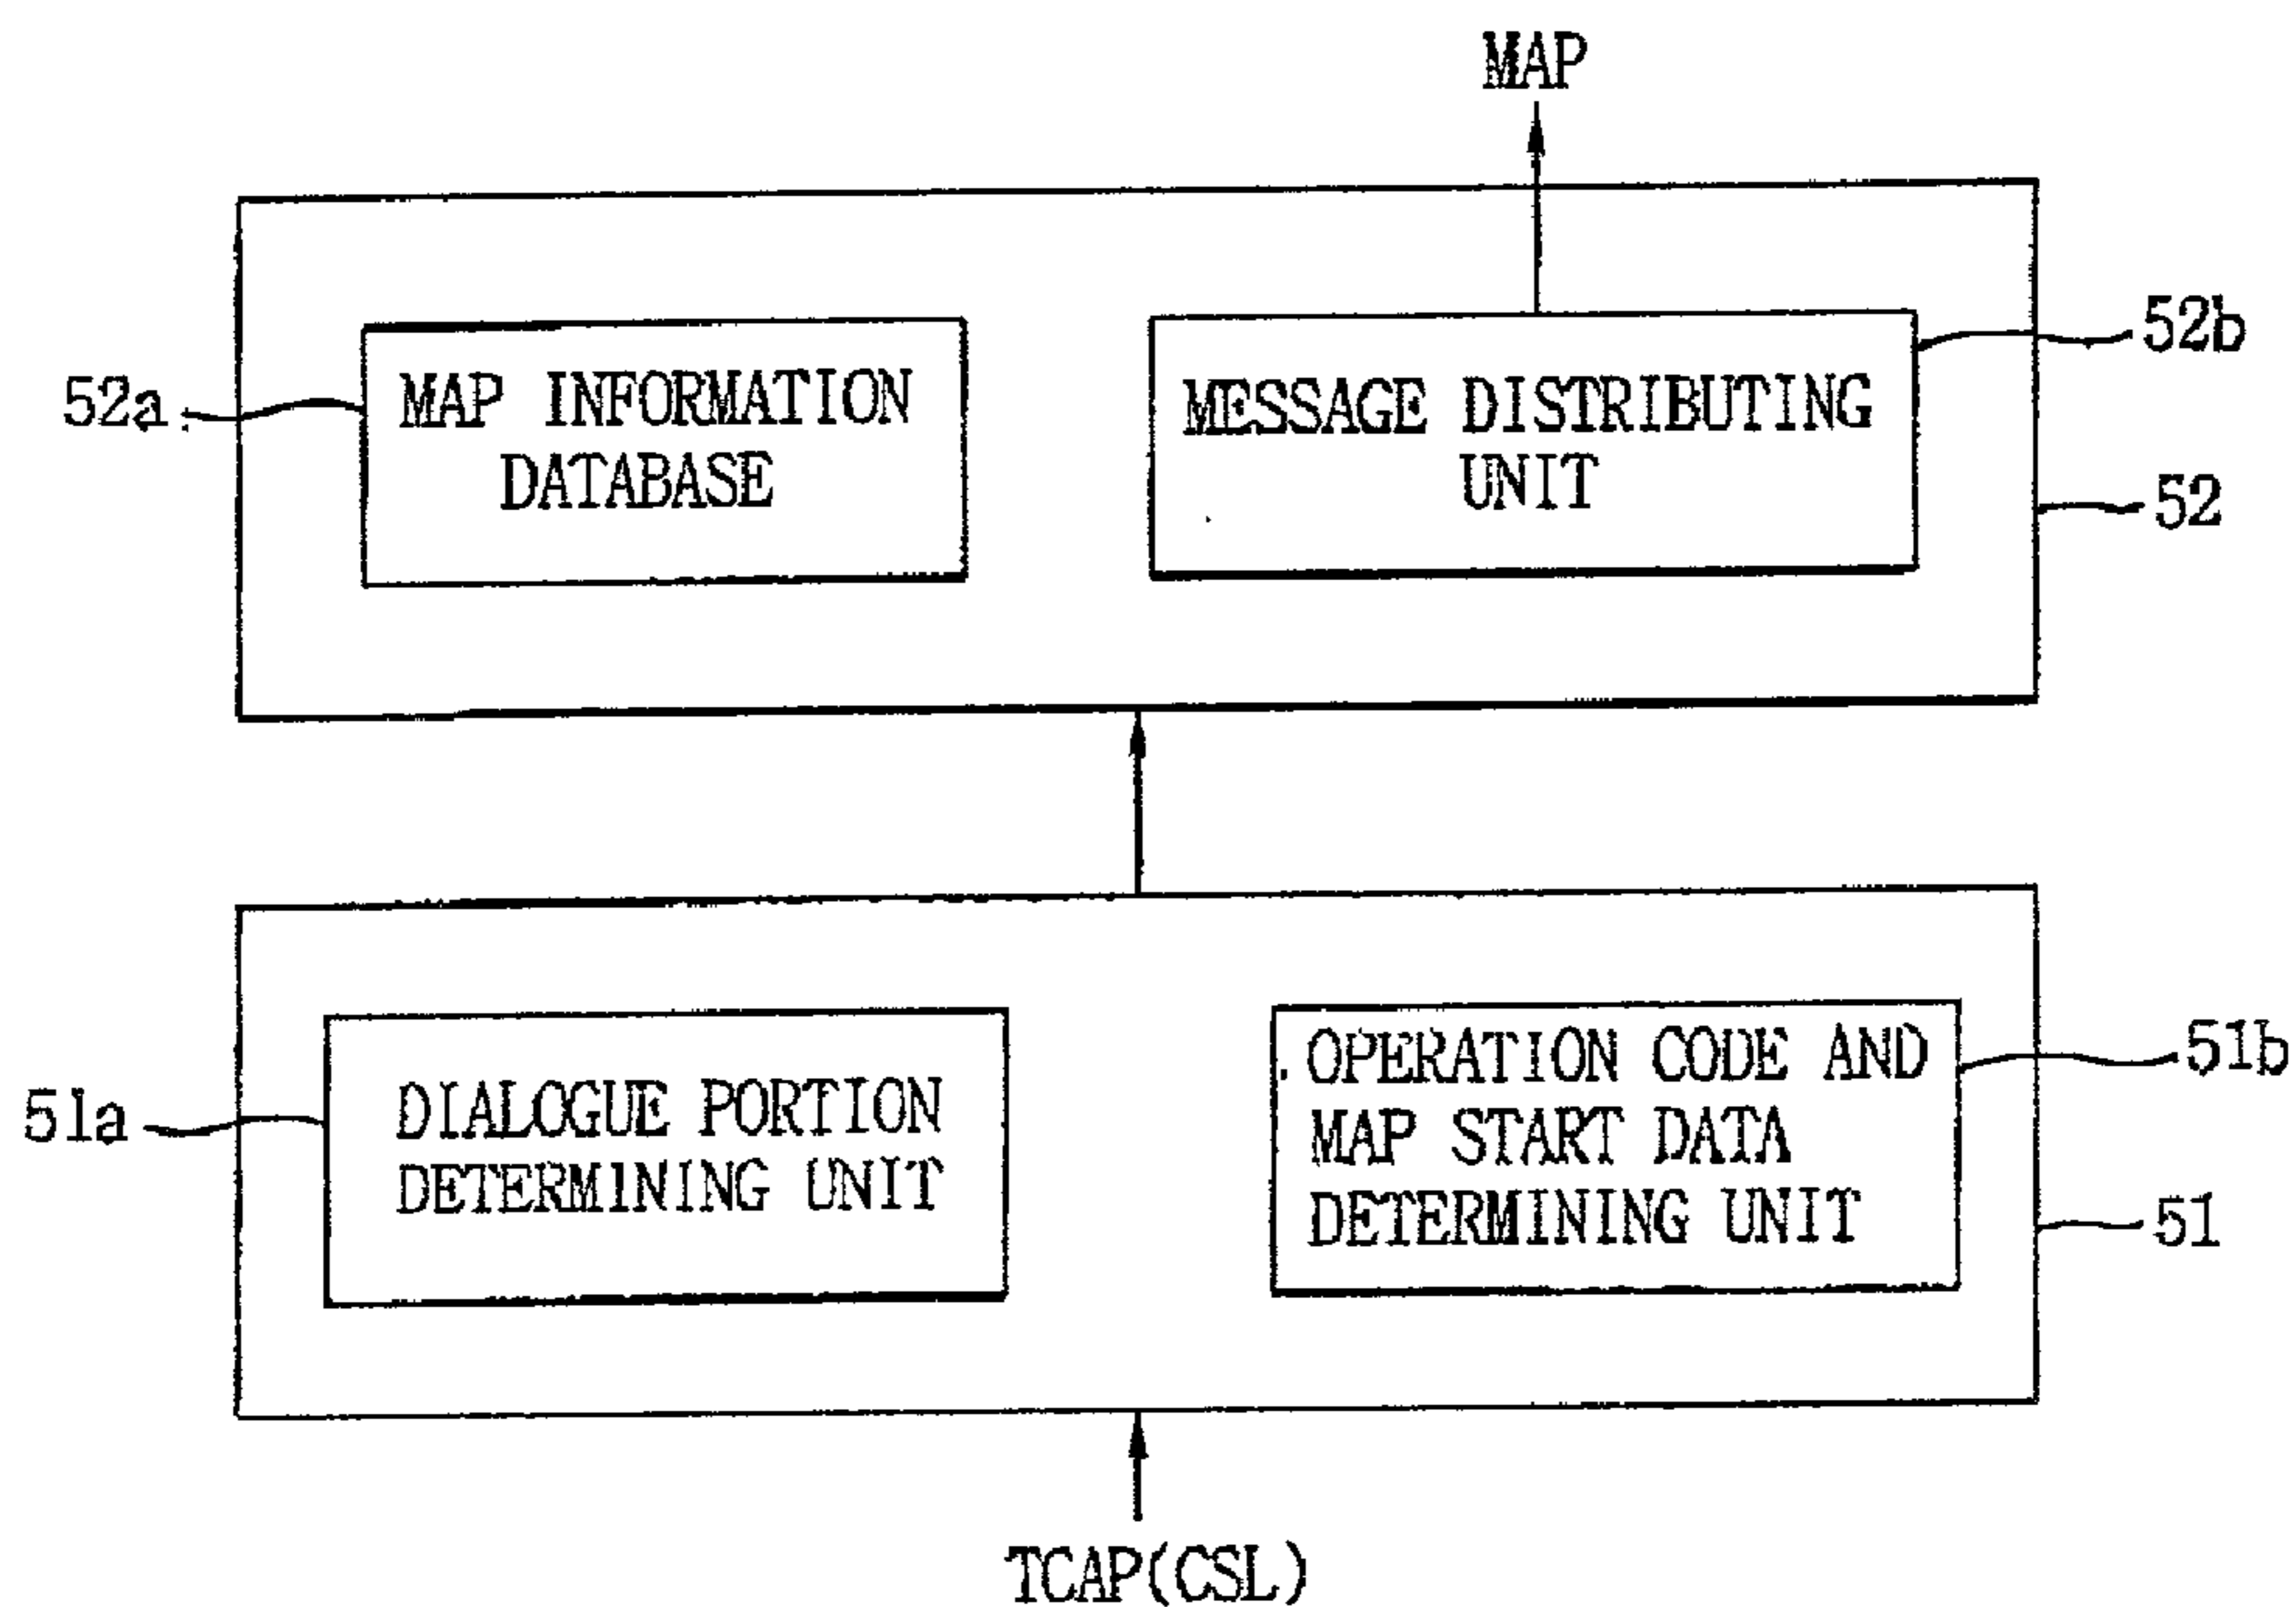 MAP
52a
MAP INFORMATION
DATABASE
MESSAGE DISTRIBUTING
UNIT
52b
52
51a
DIALOGUE PORTION
DETERMINING UNIT
OPERATION CODE AND
MAP START DATA
DETERMINING UNIT
51b
51
TCAP(CSL)